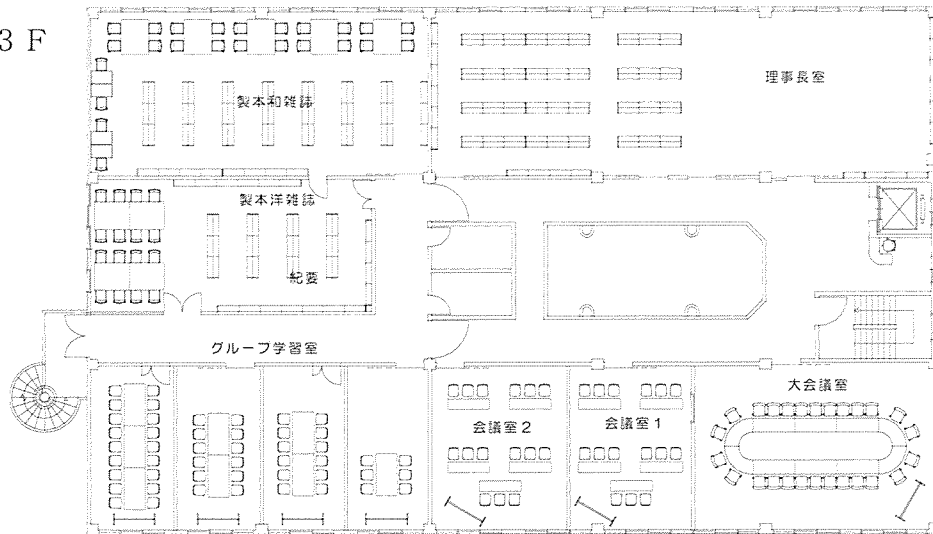 3F
製本和雑誌
理事長室
製本洋雑誌
紀要
グループ学習室
大会議室
会議室2
会議室1